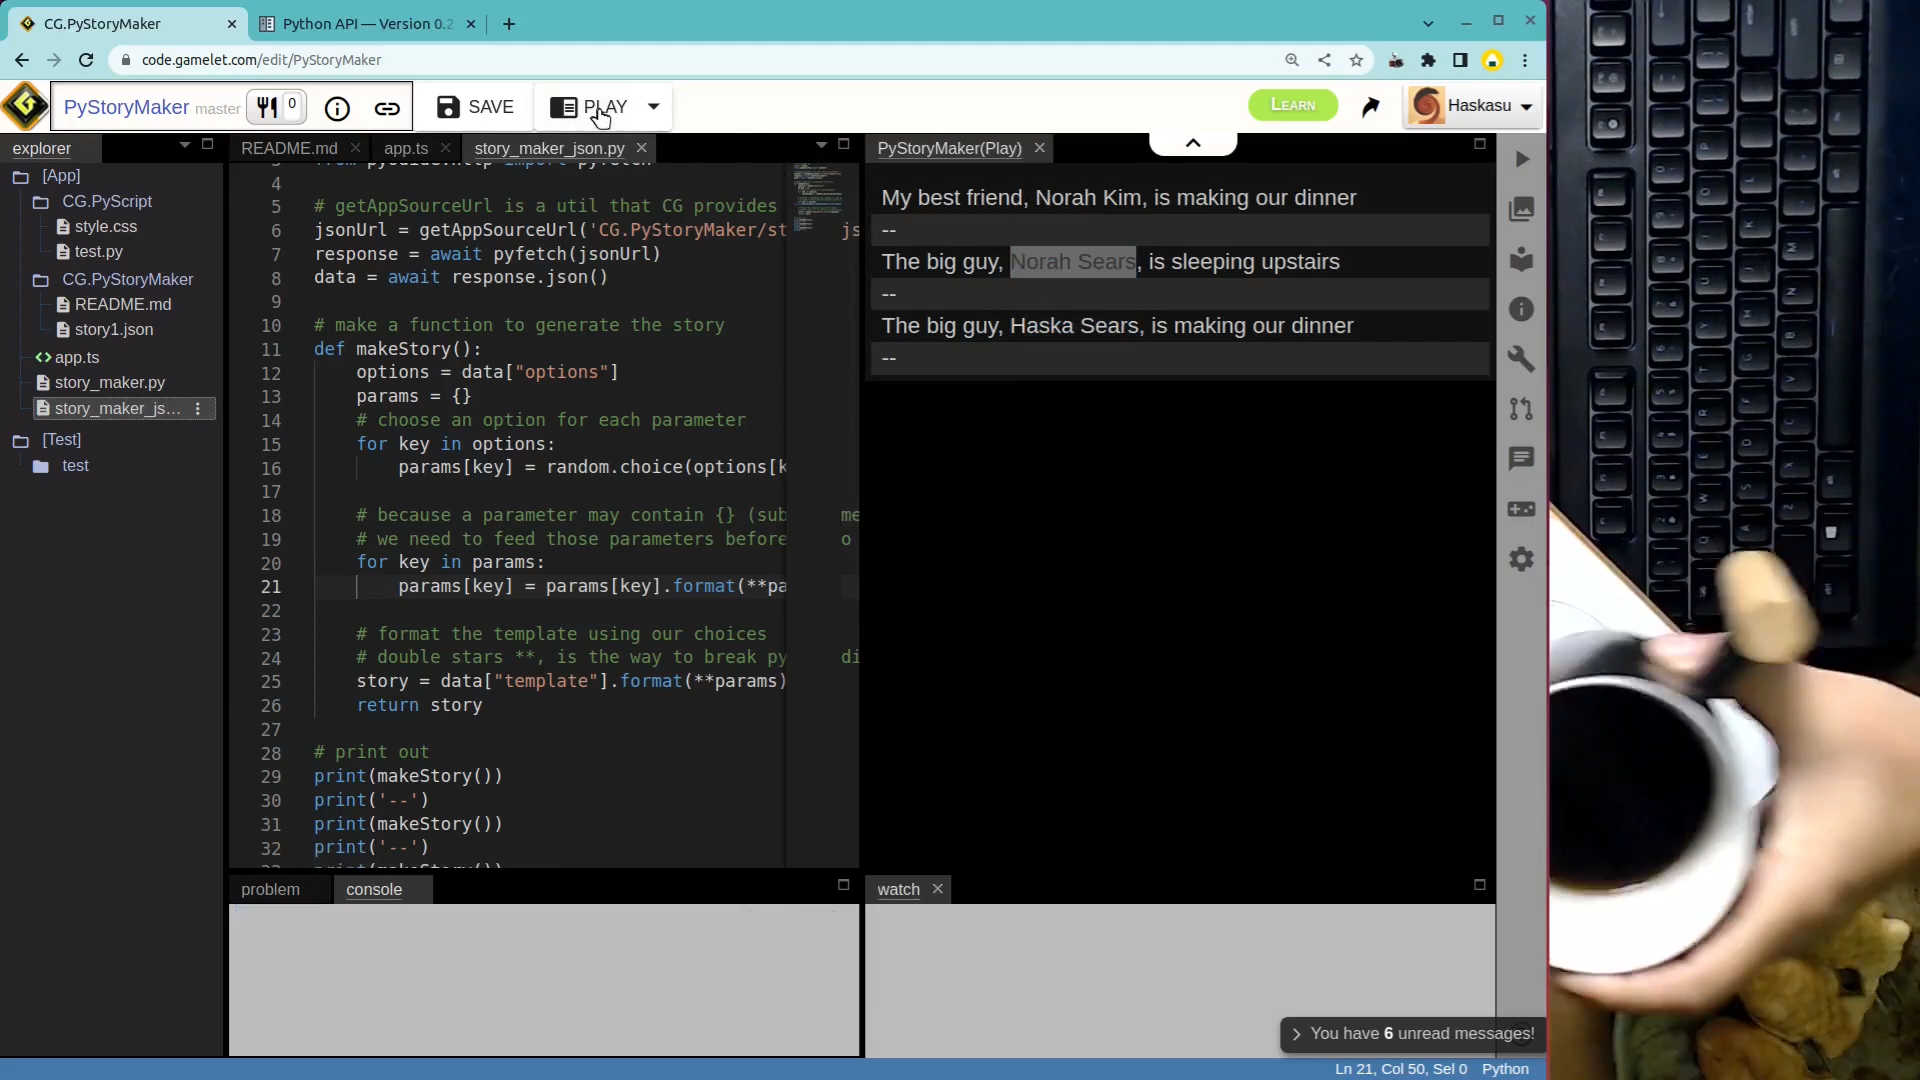 CG.PyStoryMaker
Python API — Version 0.2
code.gamelet.com/edit/PyStoryMaker
PyStoryMaker master
0
SAVE
PLAY
LEARN
Haskasu
explorer
[App]
CG.PyScript
style.css
test.py
CG.PyStoryMaker
README.md
story1.json
app.ts
story_maker.py
story_maker_js...
[Test]
test
README.md
app.ts
story_maker_json.py
4
5 # getAppSourceUrl is a util that CG provides
6 jsonUrl = getAppSourceUrl('CG.PyStoryMaker/st js
7 response = await pyfetch(jsonUrl)
8 data = await response.json()
9
10 # make a function to generate the story
11 def makeStory():
12 options = data["options"]
13 params = {}
14 # choose an option for each parameter
15 for key in options:
16 params[key] = random.choice(options[k
17
18 # because a parameter may contain {} (sub me
19 # we need to feed those parameters before o
20 for key in params:
21 params[key] = params[key].format(**pa
22
23 # format the template using our choices
24 # double stars **, is the way to break py di
25 story = data["template"].format(**params)
26 return story
27
28 # print out
29 print(makeStory())
30 print('--')
31 print(makeStory())
32 print('--')
PyStoryMaker(Play)
My best friend, Norah Kim, is making our dinner
--
The big guy, Norah Sears, is sleeping upstairs
--
The big guy, Haska Sears, is making our dinner
--
problem
console
watch
You have 6 unread messages!
Ln 21, Col 50, Sel 0 Python